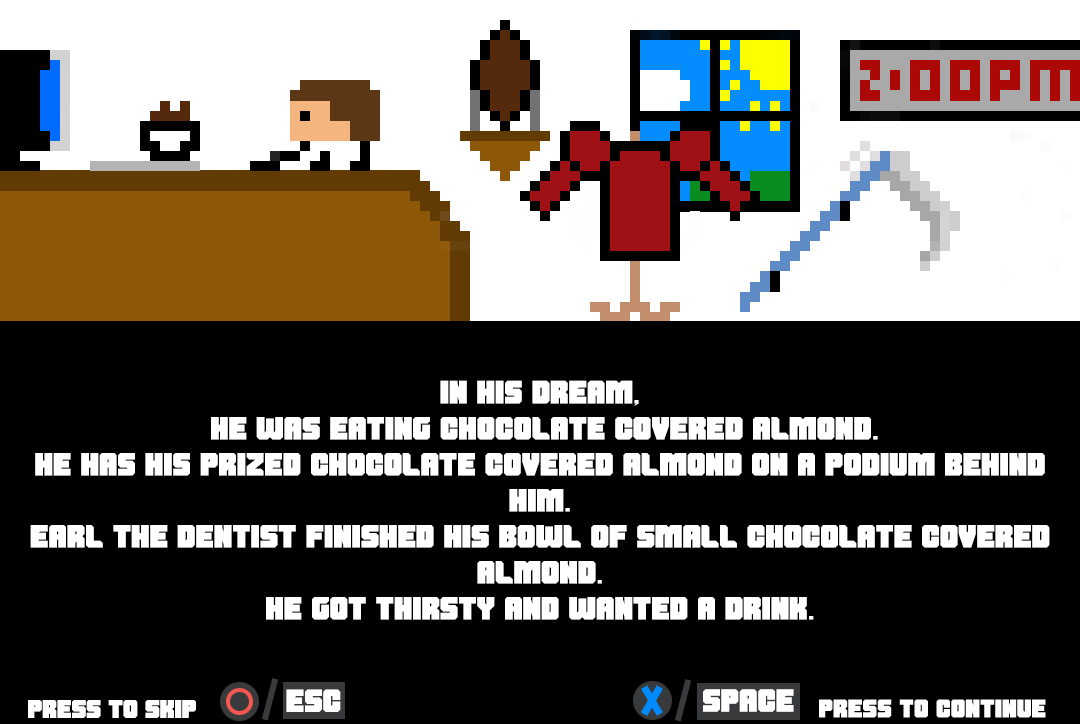 2:00PM
IN HIS DREAM,
HE WAS EATING CHOCOLATE COVERED ALMOND.
HE HAS HIS PRIZED CHOCOLATE COVERED ALMOND ON A PODIUM BEHIND
HIM.
EARL THE DENTIST FINISHED HIS BOWL OF SMALL CHOCOLATE COVERED
ALMOND.
HE GOT THIRSTY AND WANTED A DRINK.
PRESS TO SKIP O/ESC X/SPACE PRESS TO CONTINUE